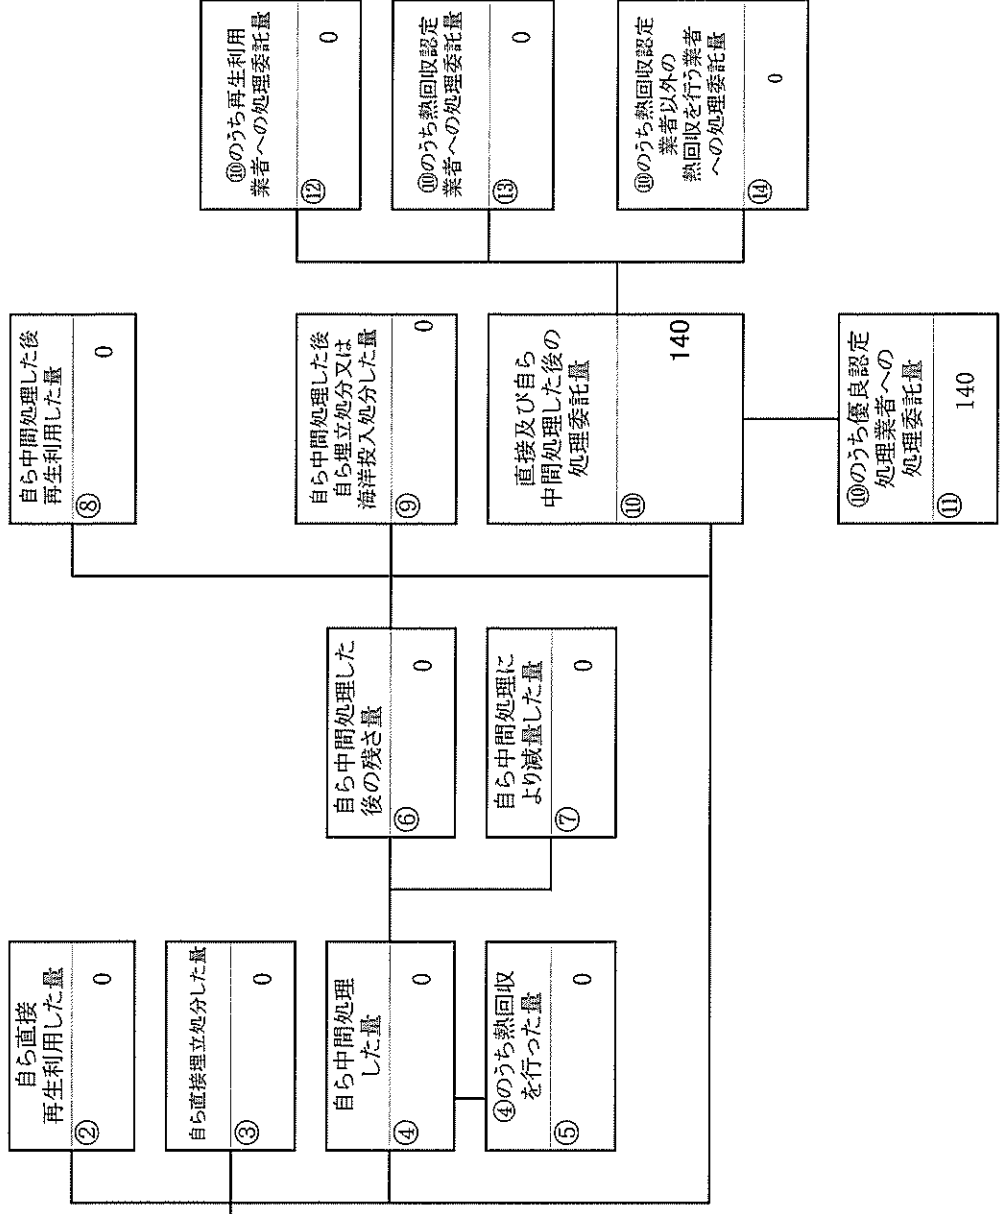 自ら直接
再生利用した量
②
0
自ら直接埋立処分した量
③
0
自ら中間処理
した量
④
0
④のうち熱回収
を行った量
⑤
0
自ら中間処理した
後の残さ量
⑥
0
自ら中間処理に
より減量した量
⑦
0
自ら中間処理した後
再生利用した量
⑧
0
自ら中間処理した後
自ら埋立処分又は
海洋投入処分した量
⑨
0
直接及び自ら
中間処理した後の
処理委託量
⑩
140
⑩のうち優良認定
処理業者への
処理委託量
⑪
140
⑩のうち再生利用
業者への処理委託量
⑫
0
⑩のうち熱回収認定
業者への処理委託量
⑬
0
⑩のうち熱回収認定
業者以外の
熱回収を行う業者
への処理委託量
⑭
0